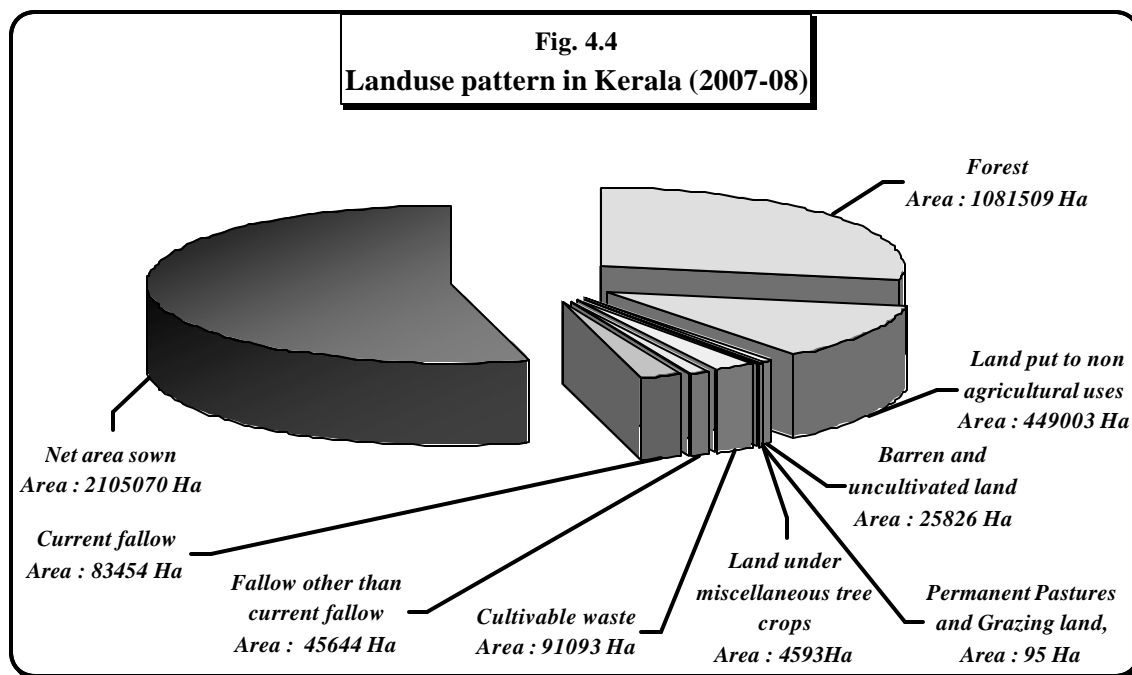 Fig. 4.4
Landuse pattern in Kerala (2007-08)
Forest
Area : 1081509 Ha
Land put to non
agricultural uses
Area : 449003 Ha
Barren and
uncultivated land
Area : 25826 Ha
Permanent Pastures
and Grazing land,
Area : 95 Ha
Land under
miscellaneous tree
crops
Area : 4593Ha
Cultivable waste
Area : 91093 Ha
Fallow other than
current fallow
Area :  45644 Ha
Current fallow
Area : 83454 Ha
Net area sown
Area : 2105070 Ha